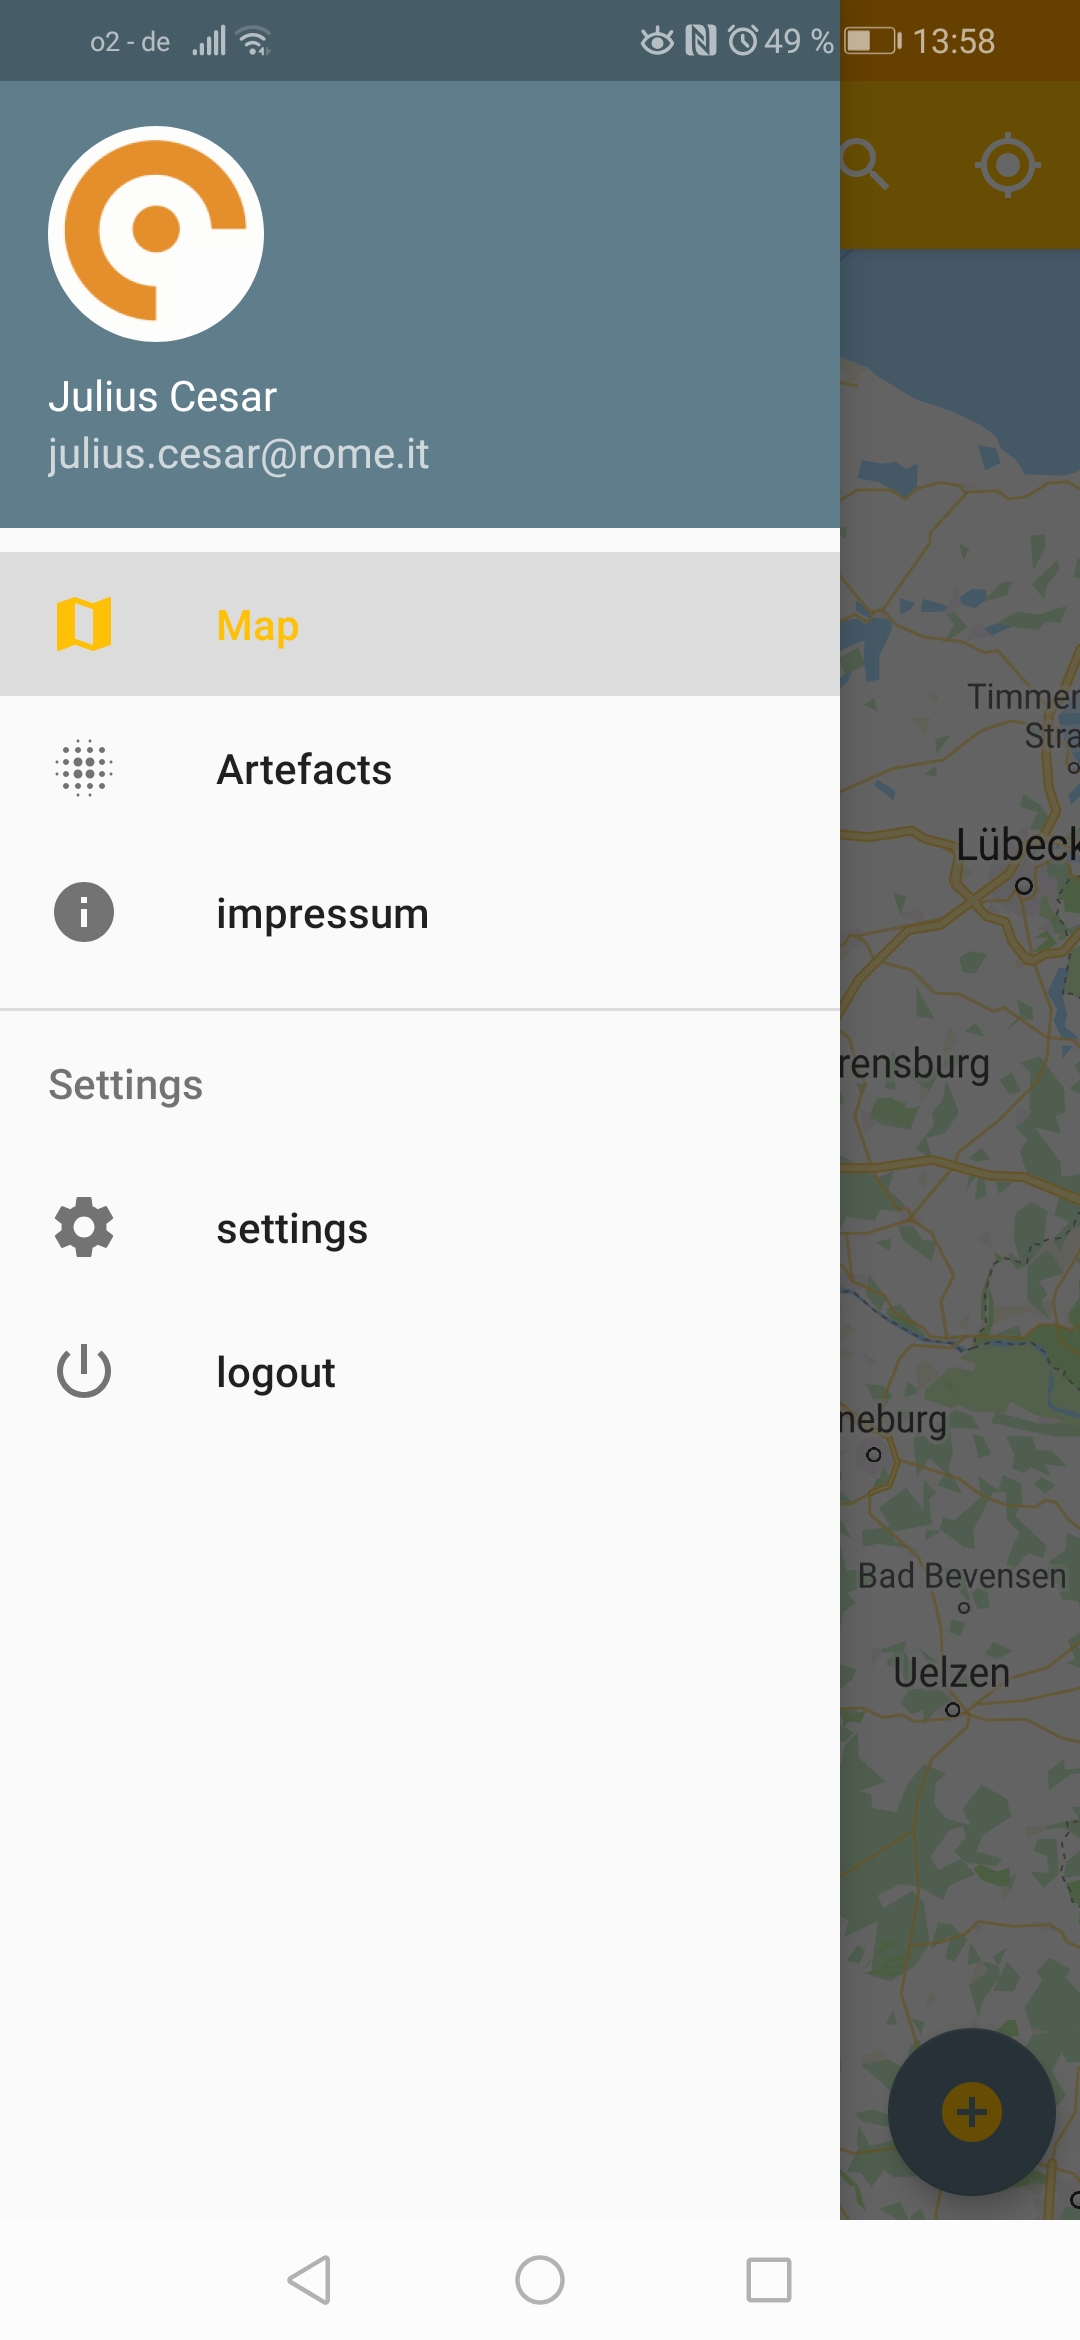 o2 - de 49 % 13:58
Julius Cesar
julius.cesar@rome.it
Map
Artefacts
impressum
Settings
settings
logout
Timmer
Stra
Lübeck
rensburg
neburg
Bad Bevensen
Uelzen